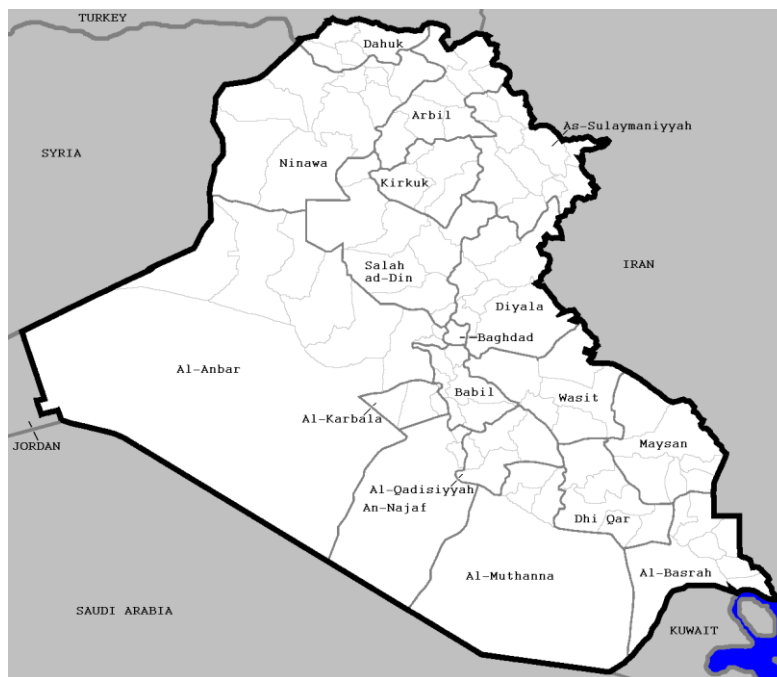 TURKEY
Dahuk
Arbil
As-Sulaymaniyyah
SYRIA
Ninawa
Kirkuk
Salah
ad-Din
IRAN
Diyala
Baghdad
Al-Anbar
Babil
Wasit
Al-Karbala
Maysan
JORDAN
Al-Qadisiyyah
An-Najaf
Dhi Qar
Al-Muthanna
Al-Basrah
SAUDI ARABIA
KUWAIT